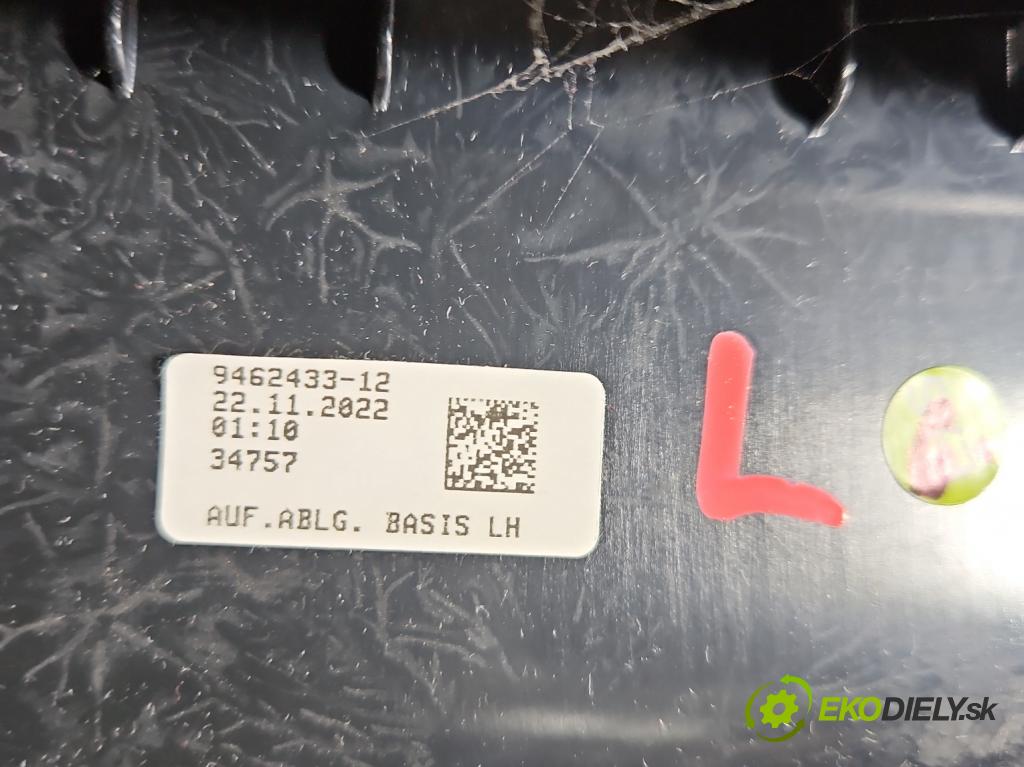 9462433-12
22.11.2022
01:10
34757
AUF.ABLG. BASIS LH
L
EKODIELY.sk